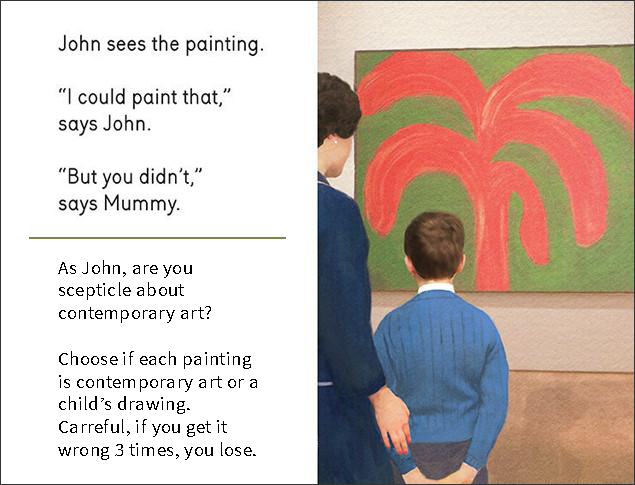 John sees the painting.
“I could paint that,”
says John.
“But you didn’t,”
says Mummy.
As John, are you
scepticle about
contemporary art?
Choose if each painting
is contemporary art or a
child’s drawing.
Carreful, if you get it
wrong 3 times, you lose.